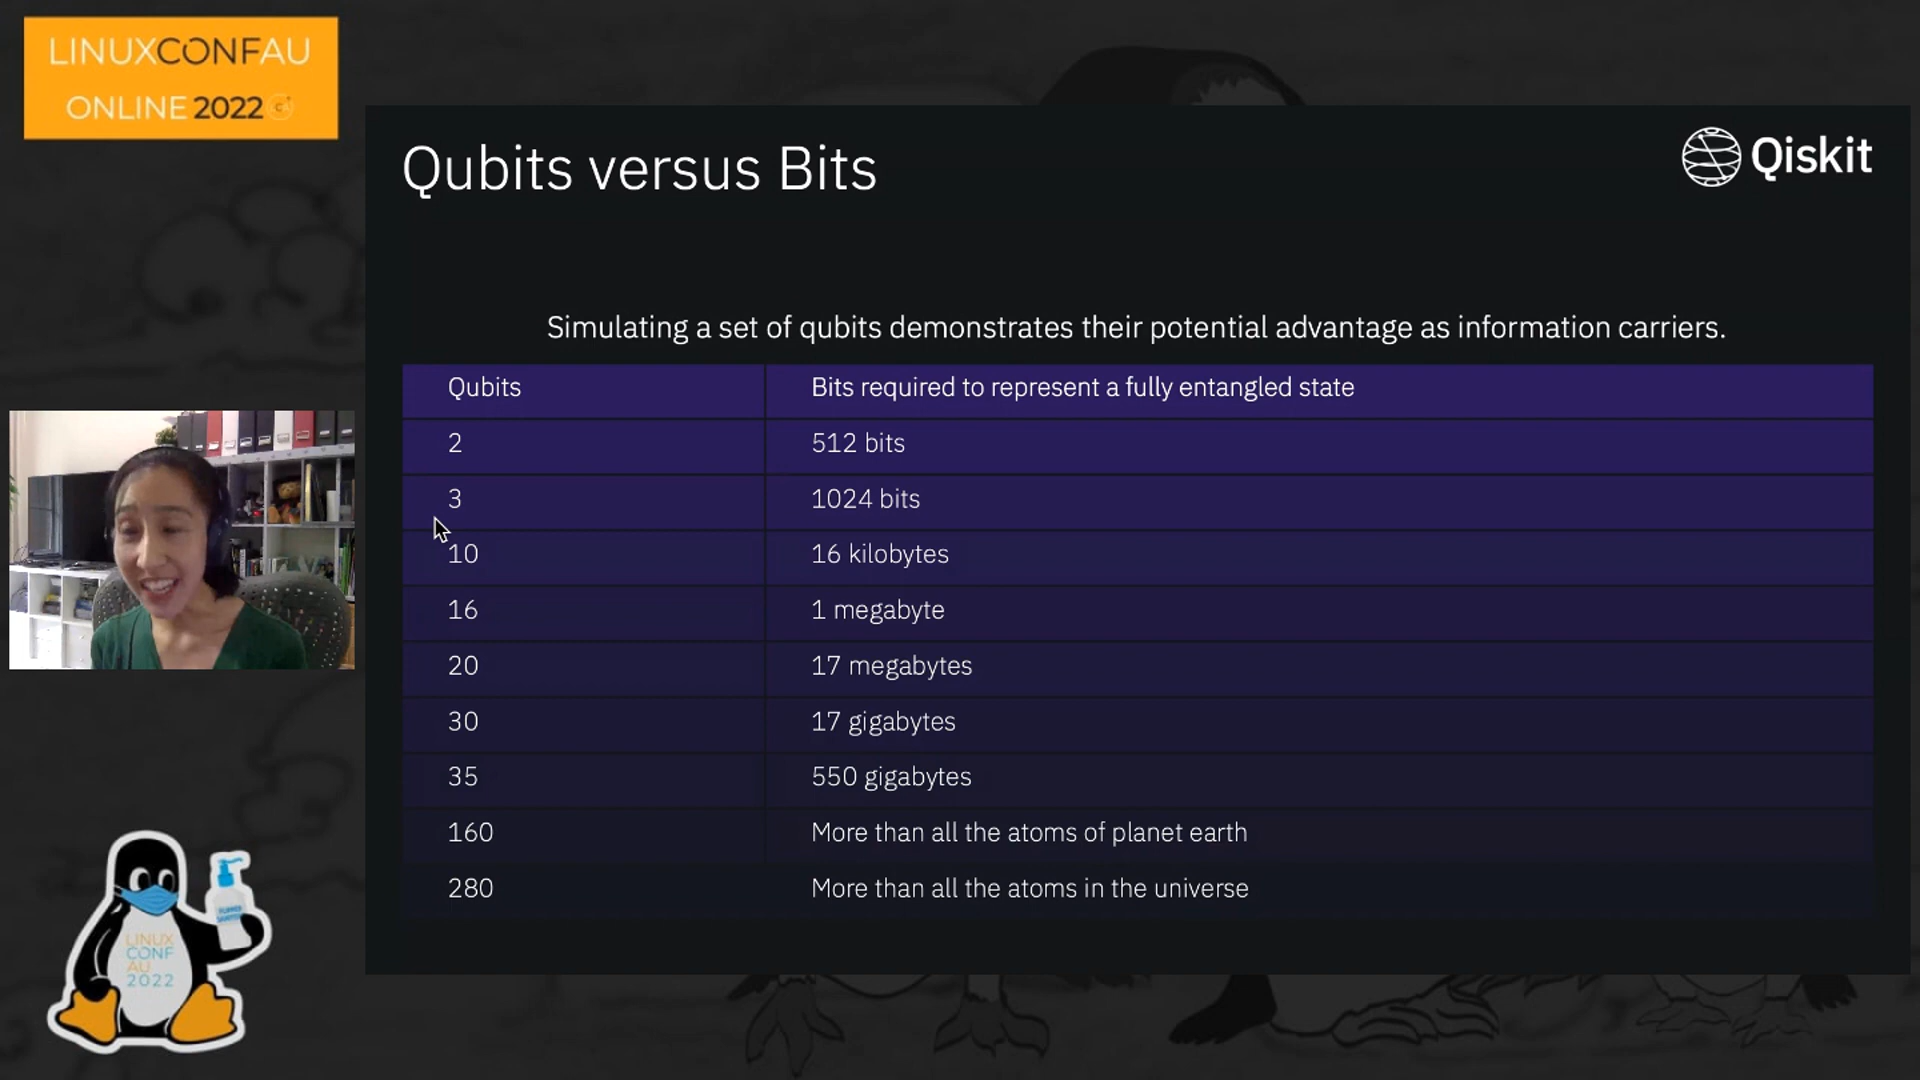 LINUXCONFAU
ONLINE 2022
Qubits versus Bits
Qiskit
Simulating a set of qubits demonstrates their potential advantage as information carriers.
Qubits Bits required to represent a fully entangled state
2 512 bits
3 1024 bits
10 16 kilobytes
16 1 megabyte
20 17 megabytes
30 17 gigabytes
35 550 gigabytes
160 More than all the atoms of planet earth
280 More than all the atoms in the universe
LINUX
CONF
AU
2022